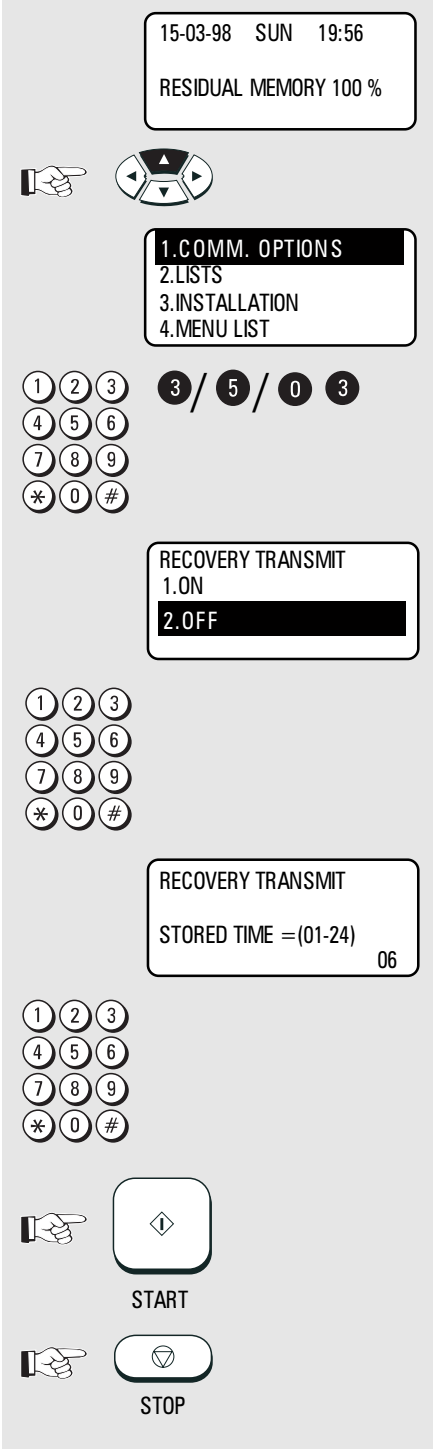 15-03-98 SUN 19:56
RESIDUAL MEMORY 100 %
1.COMM. OPTIONS
2.LISTS
3.INSTALLATION
4.MENU LIST
1 2 3 3 / 5 / 0 3
4 5 6
7 8 9
* 0 #
RECOVERY TRANSMIT
1.ON
2.OFF
1 2 3
4 5 6
7 8 9
* 0 #
RECOVERY TRANSMIT
STORED TIME =(01-24)
06
1 2 3
4 5 6
7 8 9
* 0 #
START
STOP